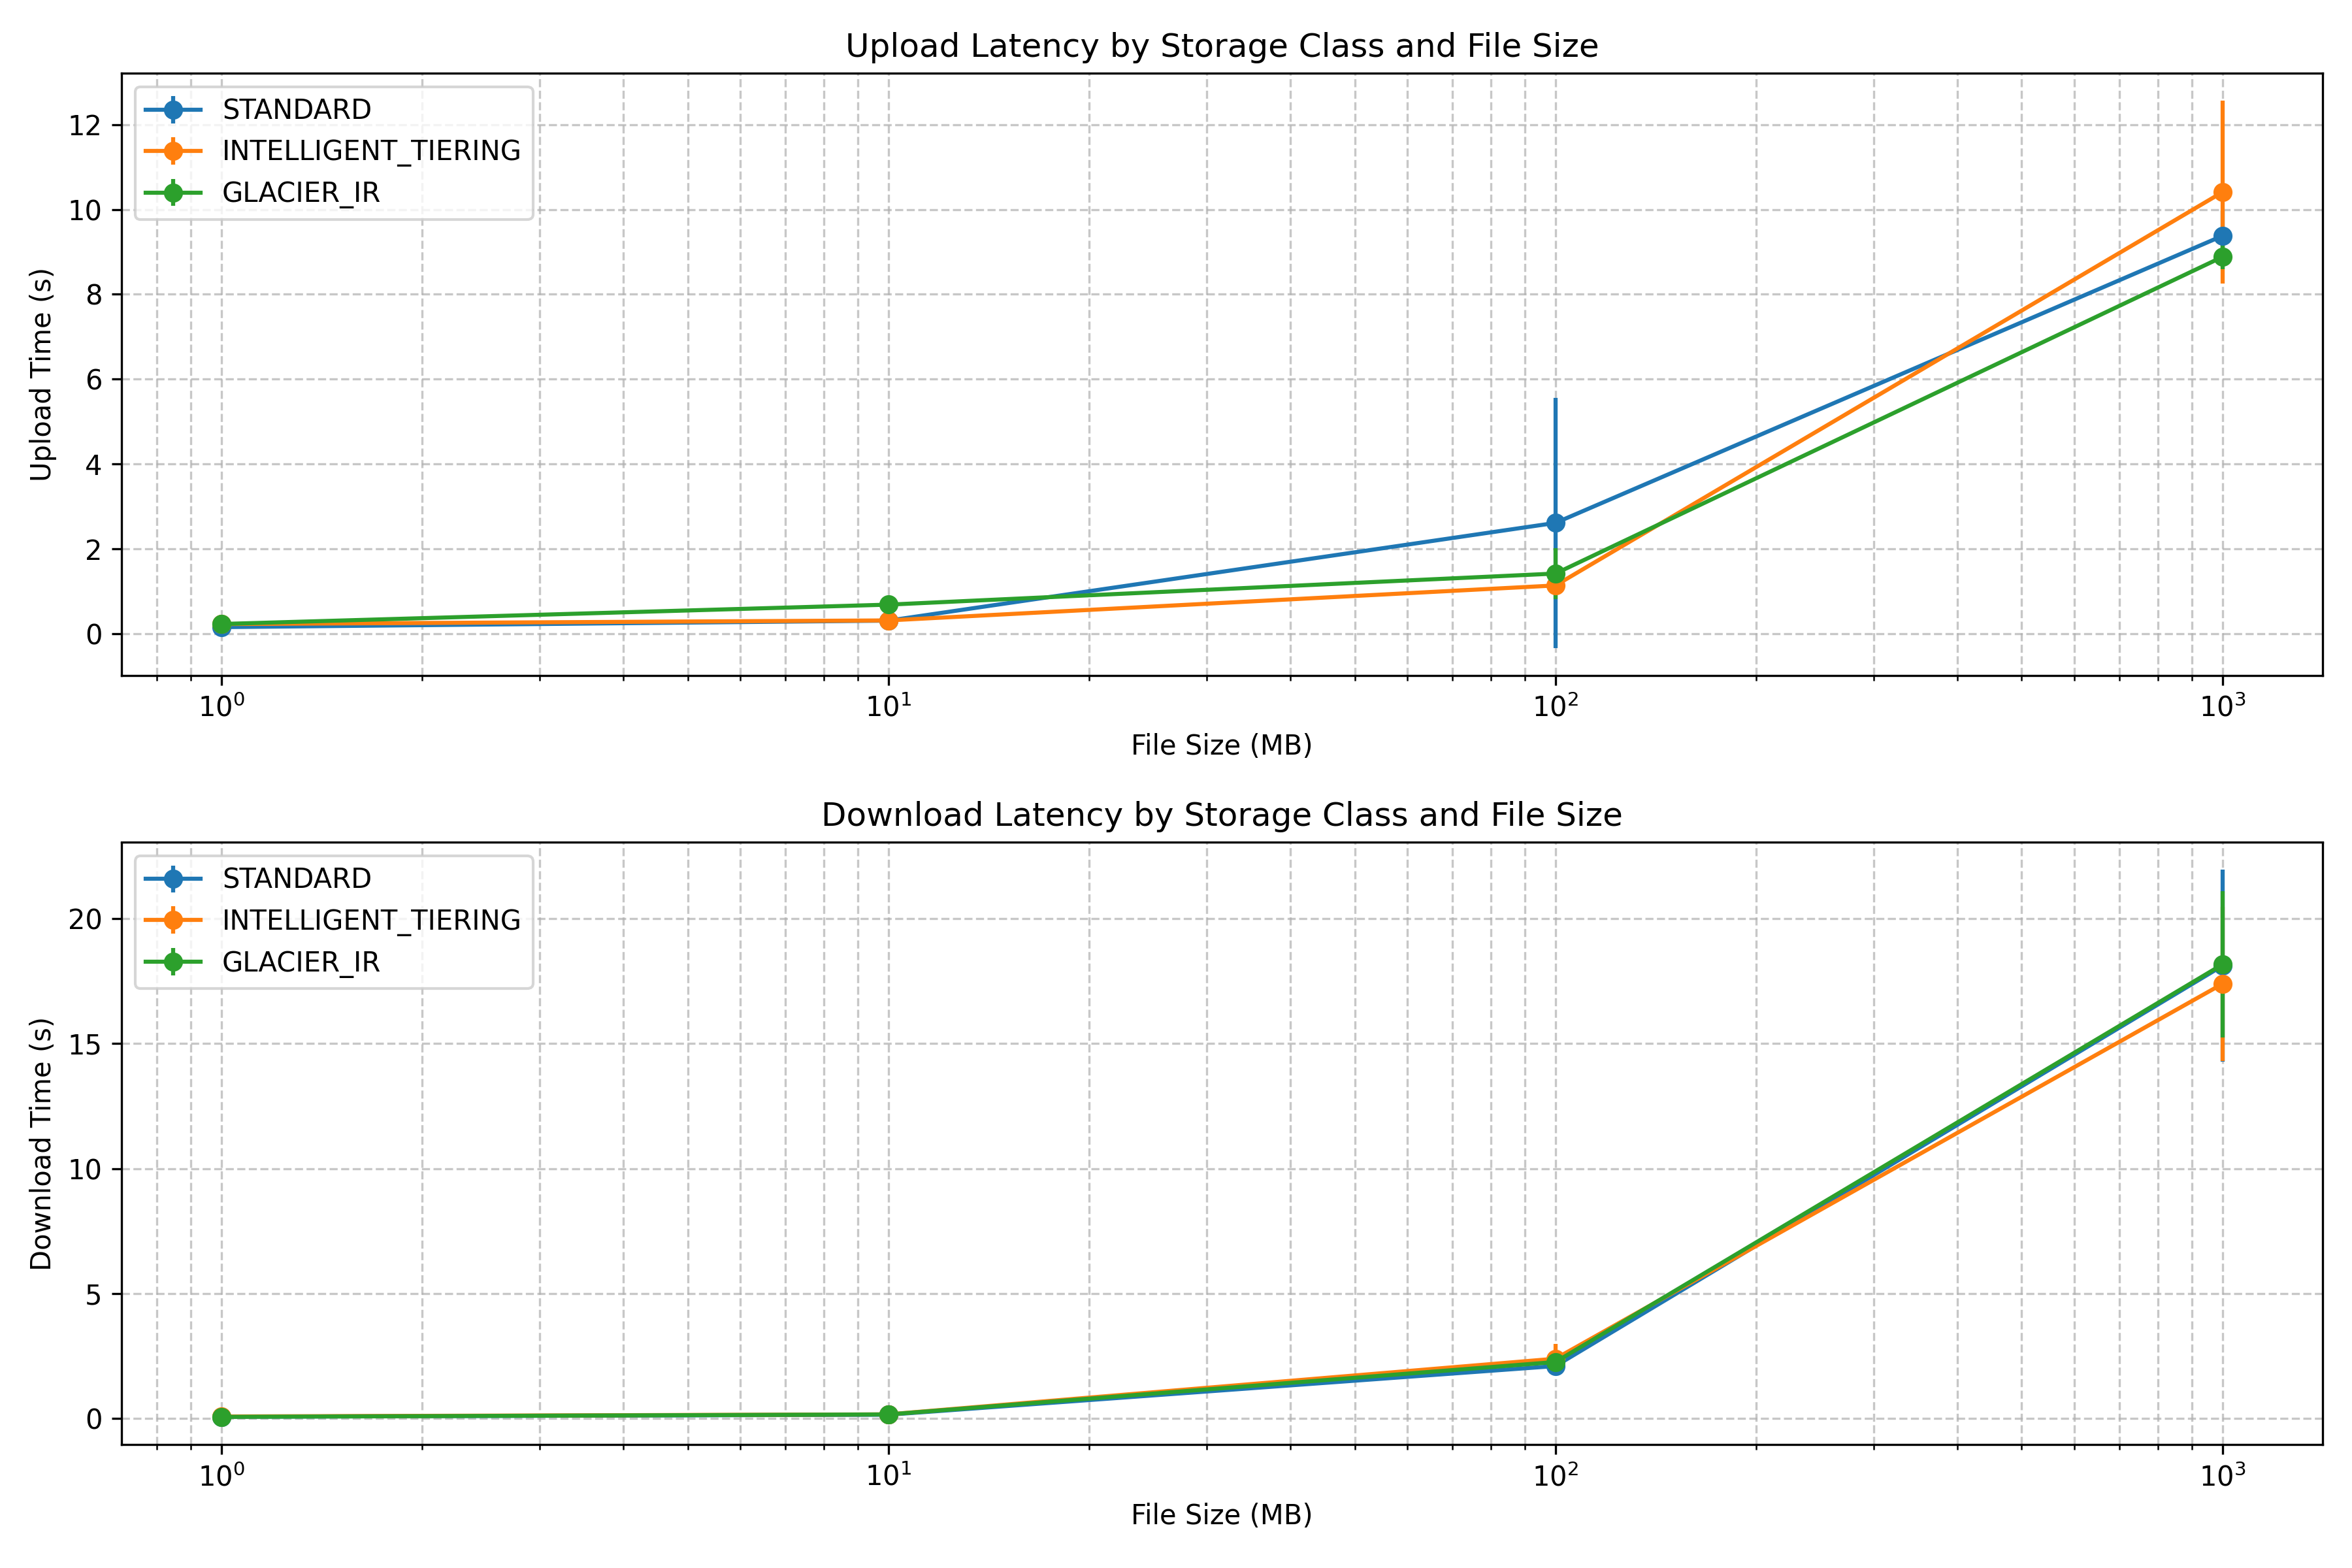 Upload Latency by Storage Class and File Size
STANDARD
INTELLIGENT_TIERING
GLACIER_IR
Upload Time (s)
12
10
8
6
4
2
0
10⁰ 10¹ 10² 10³
File Size (MB)
Download Latency by Storage Class and File Size
STANDARD
INTELLIGENT_TIERING
GLACIER_IR
Download Time (s)
20
15
10
5
0
10⁰ 10¹ 10² 10³
File Size (MB)